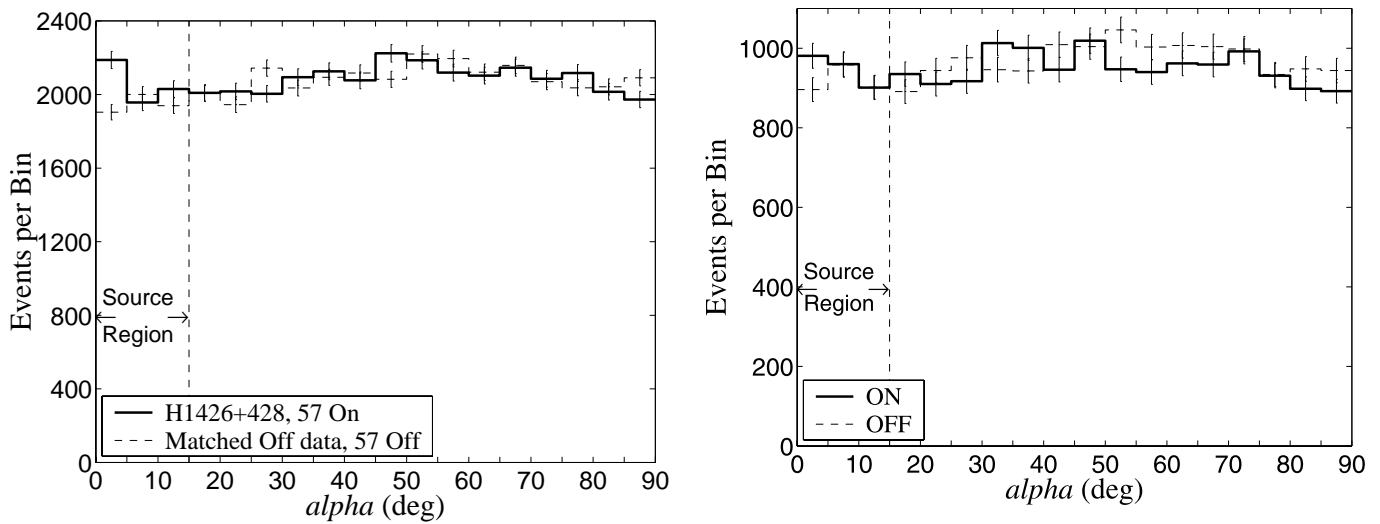 2400
2000
1600
1200
800
400
0
Events per Bin
Source
Region
H1426+428, 57 On
Matched Off data, 57 Off
0 10 20 30 40 50 60 70 80 90
alpha (deg)
1000
800
600
400
200
0
Events per Bin
Source
Region
ON
OFF
0 10 20 30 40 50 60 70 80 90
alpha (deg)